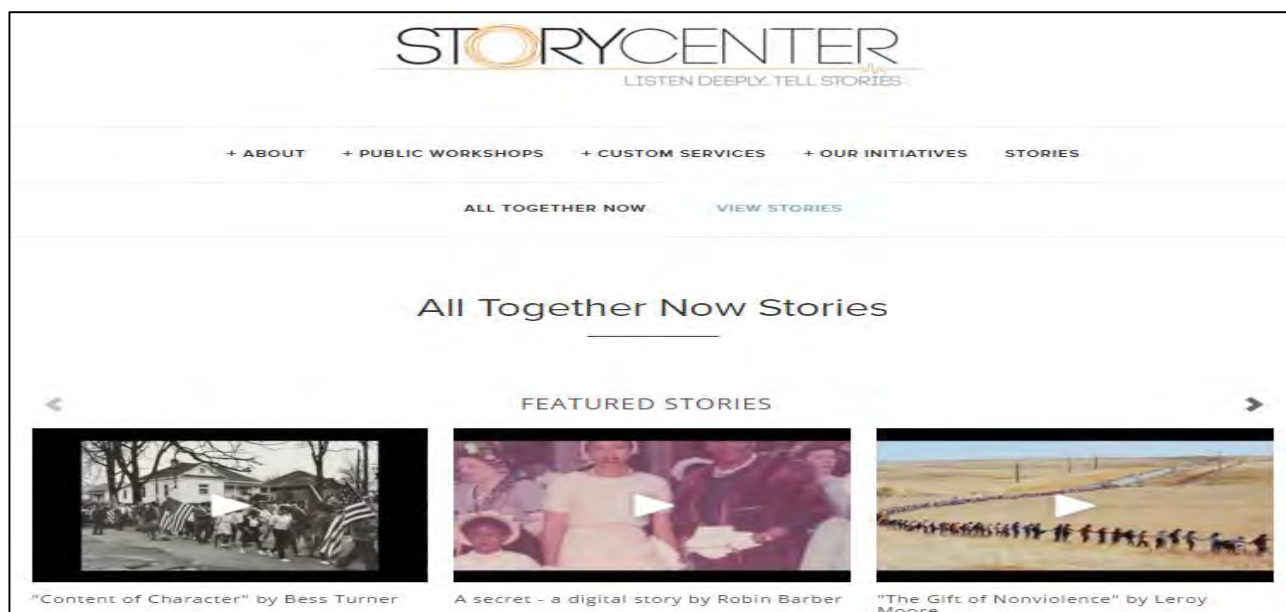 STORYCENTER
LISTEN DEEPLY. TELL STORIES
+ ABOUT + PUBLIC WORKSHOPS + CUSTOM SERVICES + OUR INITIATIVES STORIES
ALL TOGETHER NOW VIEW STORIES
All Together Now Stories
FEATURED STORIES
"Content of Character" by Bess Turner
A secret - a digital story by Robin Barber
"The Gift of Nonviolence" by Leroy
Moore